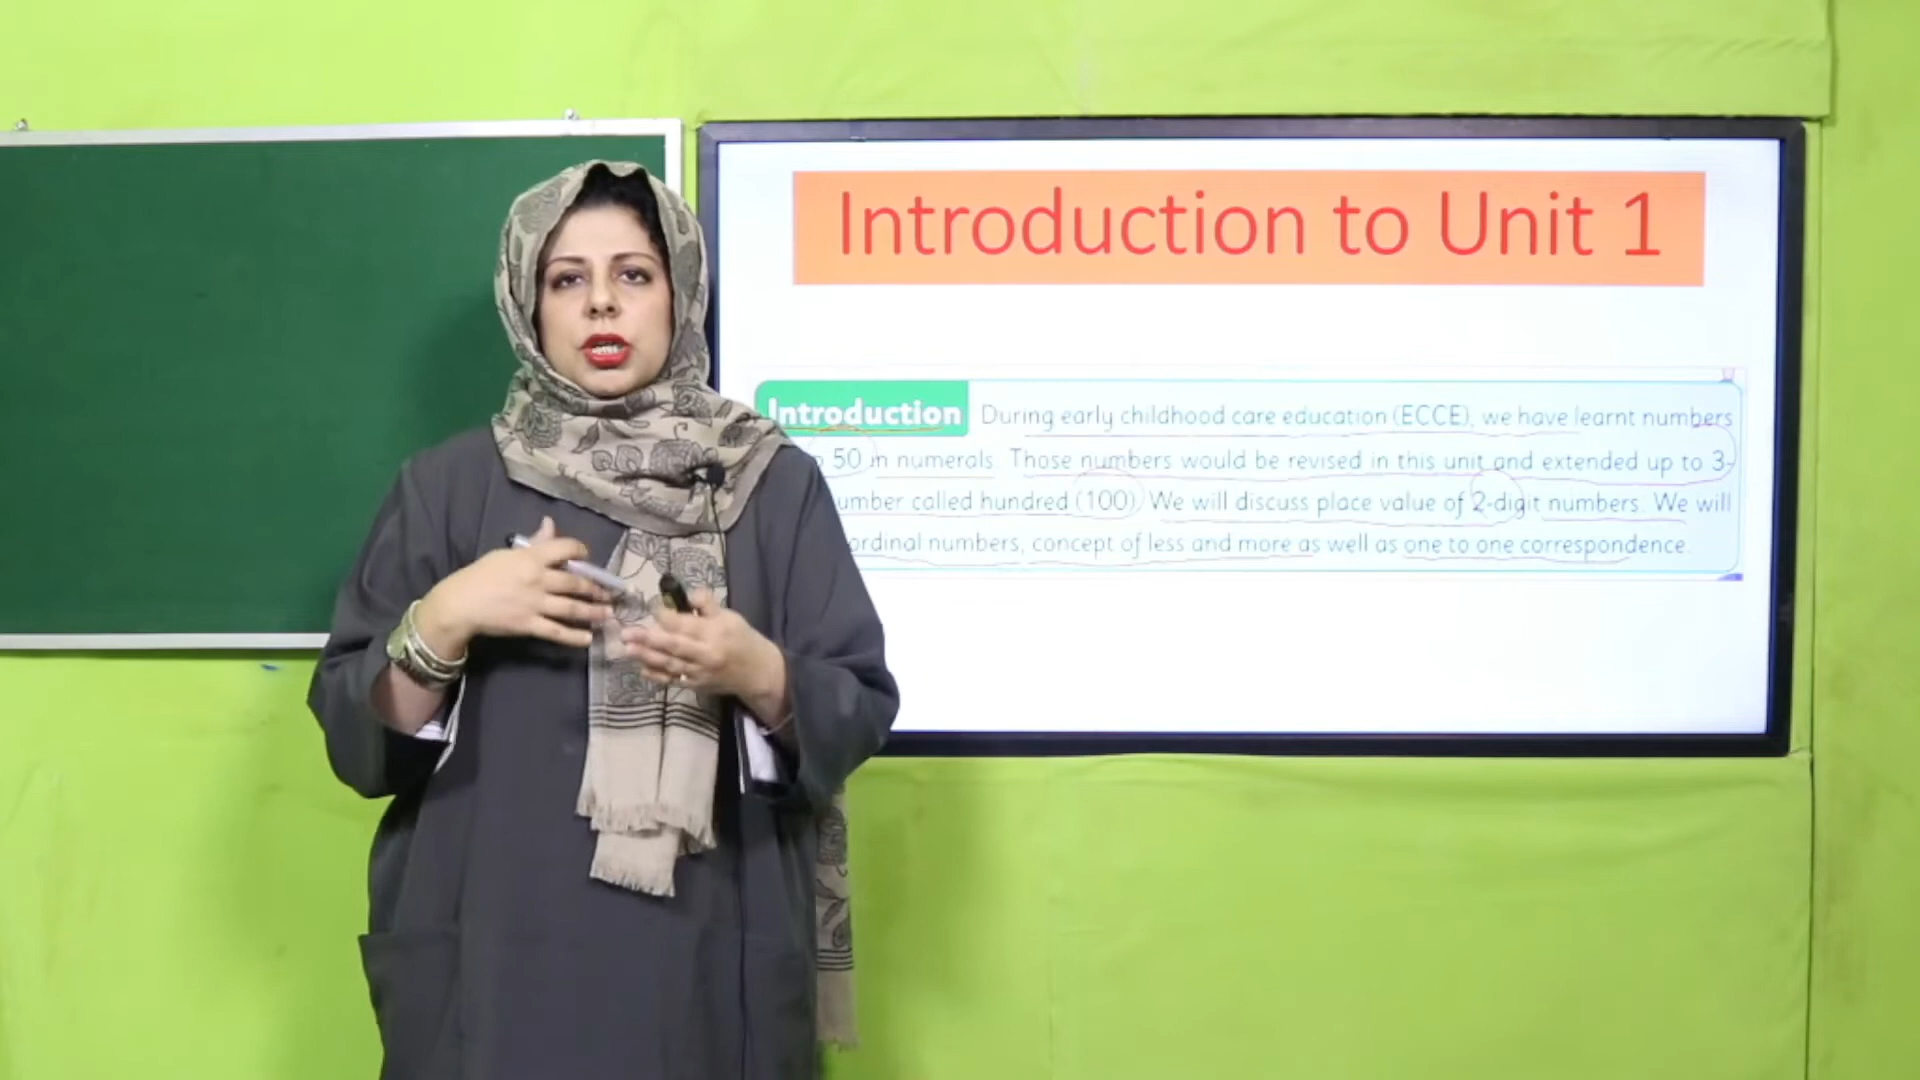 Introduction to Unit 1
Introduction During early childhood care education (ECCE), we have learnt numbers
50 in numerals. Those numbers would be revised in this unit and extended up to 3-
called hundred (100) We will discuss place value of 2-digit numbers. We will
ordinal numbers, concept of less and more as well as one to one correspondence.